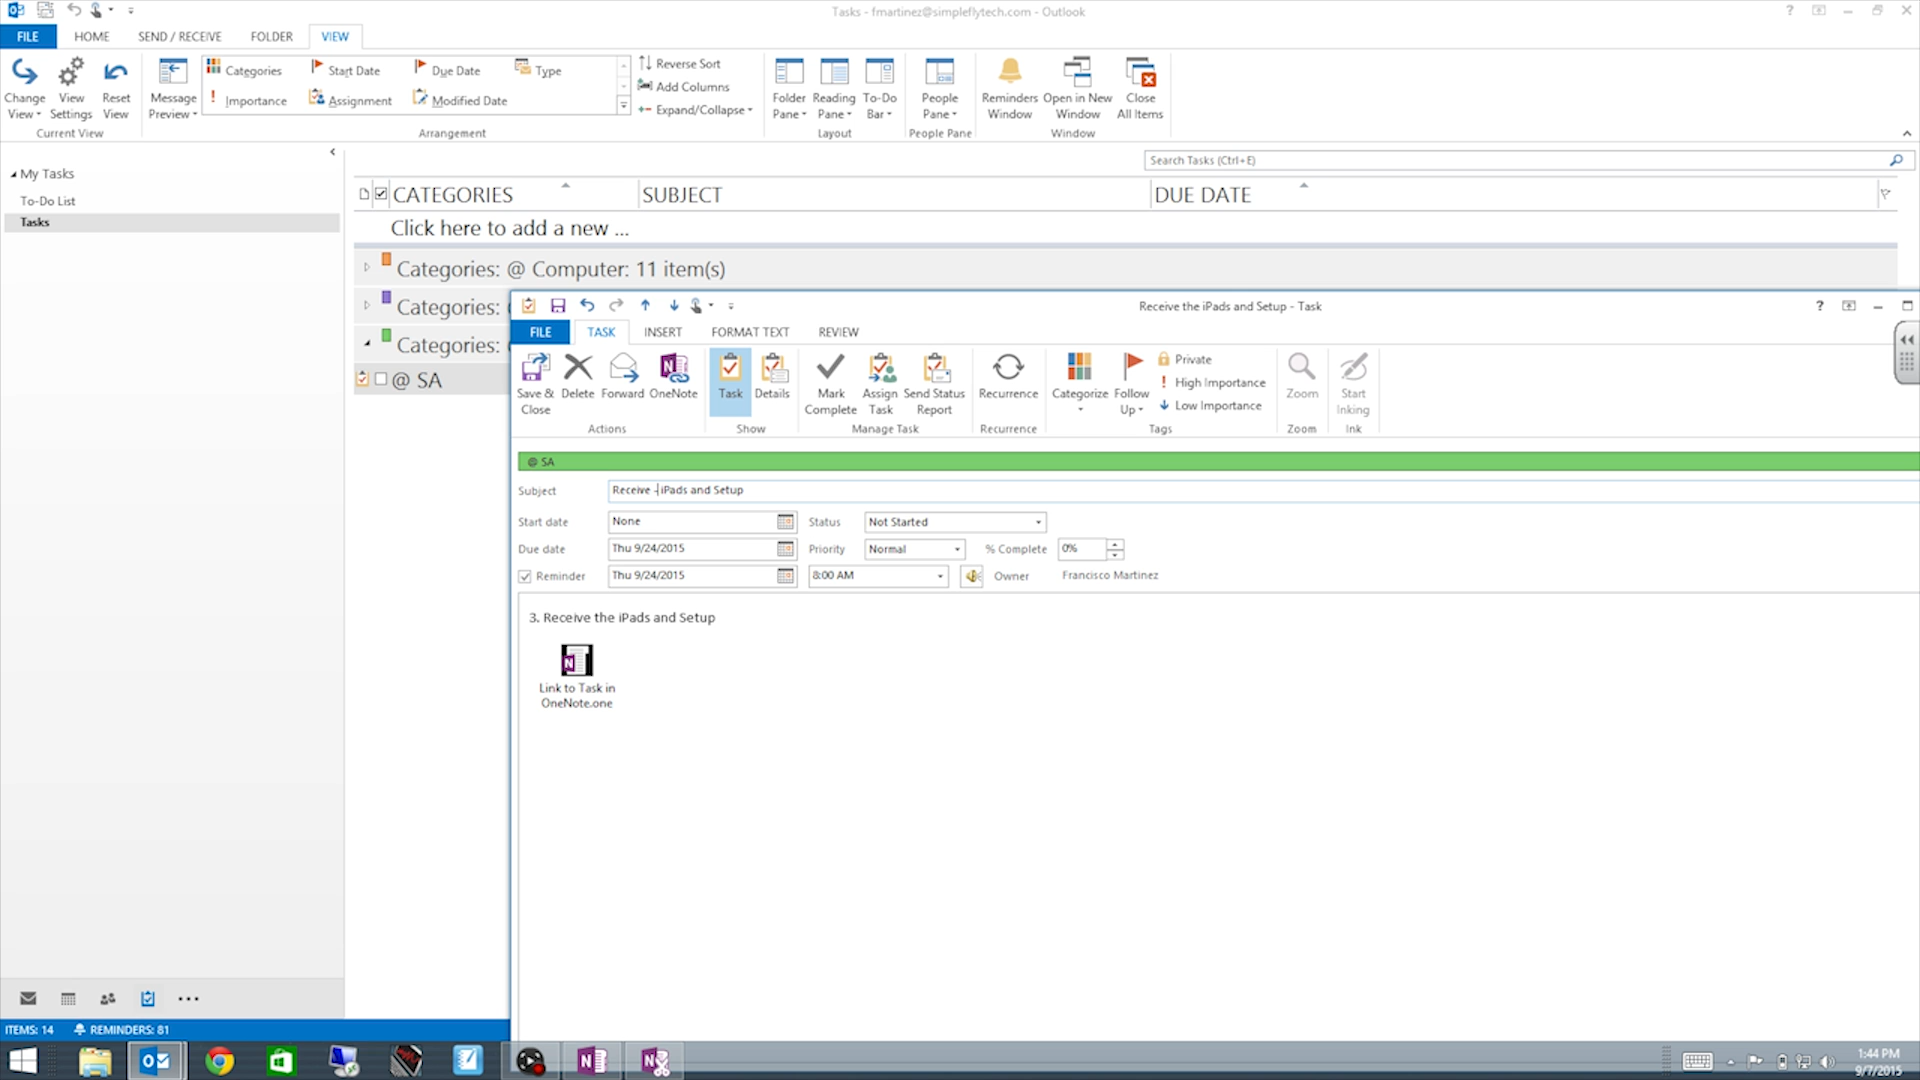 Tasks - fmartinez@simpleflytech.com - Outlook
FILE HOME SEND / RECEIVE FOLDER VIEW
Change View View Settings Reset View
Current View
Message Preview
Categories Start Date Due Date Type
Importance Assignment Modified Date
Arrangement
Reverse Sort
Add Columns
Expand/Collapse
Folder Pane Reading Pane To-Do Bar
Layout
People Pane
People Pane
Reminders Window Open in New Window Close All Items
Window
My Tasks
To-Do List
Tasks
Search Tasks (Ctrl+E)
CATEGORIES SUBJECT DUE DATE
Click here to add a new ...
Categories: @ Computer: 11 item(s)
Categories:
Categories:
@ SA
Receive the iPads and Setup - Task
FILE TASK INSERT FORMAT TEXT REVIEW
Save & Close Delete Forward OneNote
Actions
Task Details
Show
Mark Complete Assign Task Send Status Report
Manage Task
Recurrence
Recurrence
Categorize Follow Up
Private
High Importance
Low Importance
Tags
Zoom
Zoom
Start Inking
Ink
@ SA
Subject Receive -iPads and Setup
Start date None Status Not Started
Due date Thu 9/24/2015 Priority Normal % Complete 0%
Reminder Thu 9/24/2015 8:00 AM Owner Francisco Martinez
3. Receive the iPads and Setup
Link to Task in
OneNote.one
ITEMS: 14 REMINDERS: 81
1:44 PM
9/7/2015